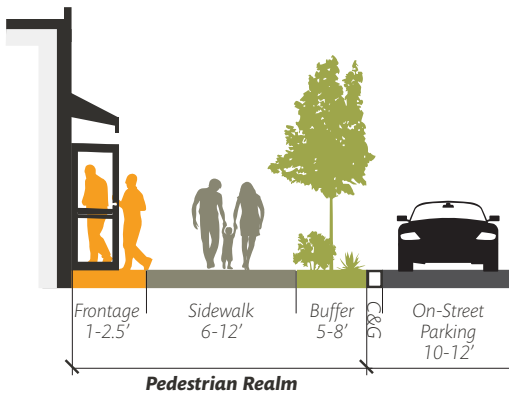 Frontage
1-2.5’
Sidewalk
6-12’
Buffer
5-8’
C&G
On-Street
Parking
10-12’
Pedestrian Realm